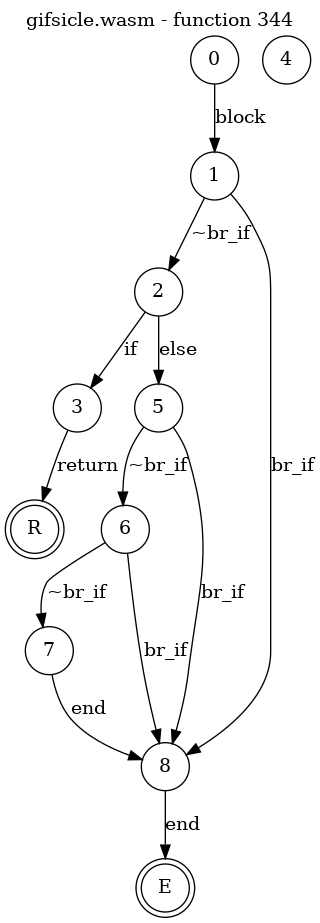 gifsicle.wasm - function 344
0 4
block
1
~br_if
2
if else br_if
3 5
return ~br_if
R 6
~br_if br_if br_if
7
end
8
end
E